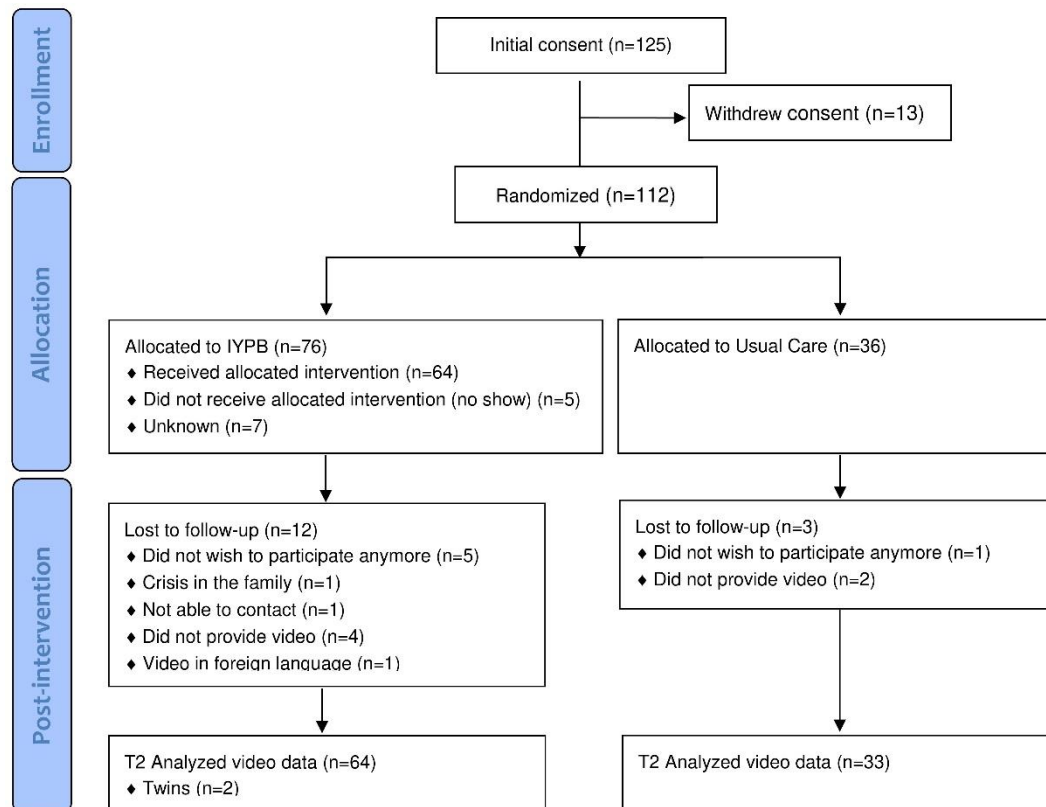 Enrollment
Initial consent (n=125)
Withdrew consent (n=13)
Randomized (n=112)
Allocation
Allocated to IYPB (n=76)
♦ Received allocated intervention (n=64)
♦ Did not receive allocated intervention (no show) (n=5)
♦ Unknown (n=7)
Allocated to Usual Care (n=36)
Post-intervention
Lost to follow-up (n=12)
♦ Did not wish to participate anymore (n=5)
♦ Crisis in the family (n=1)
♦ Not able to contact (n=1)
♦ Did not provide video (n=4)
♦ Video in foreign language (n=1)
Lost to follow-up (n=3)
♦ Did not wish to participate anymore (n=1)
♦ Did not provide video (n=2)
T2 Analyzed video data (n=64)
♦ Twins (n=2)
T2 Analyzed video data (n=33)